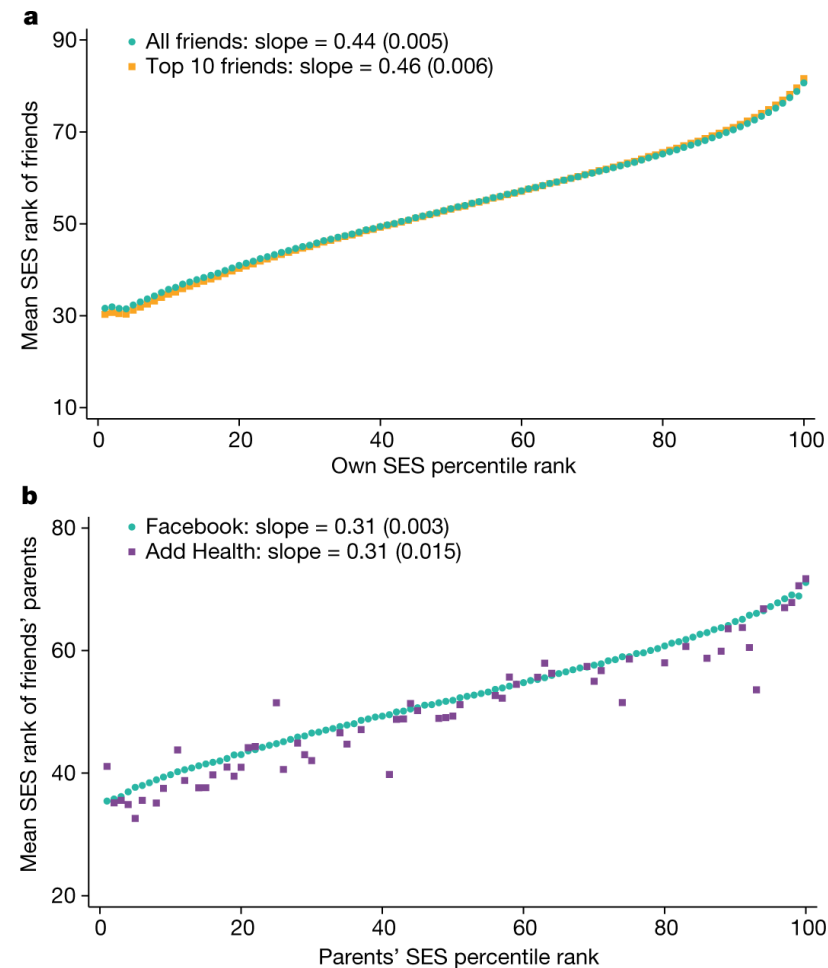 a
90
All friends: slope = 0.44 (0.005)
Top 10 friends: slope = 0.46 (0.006)
70
50
30
10
Mean SES rank of friends
0 20 40 60 80 100
Own SES percentile rank
b
80
Facebook: slope = 0.31 (0.003)
Add Health: slope = 0.31 (0.015)
60
40
20
Mean SES rank of friends’ parents
0 20 40 60 80 100
Parents’ SES percentile rank